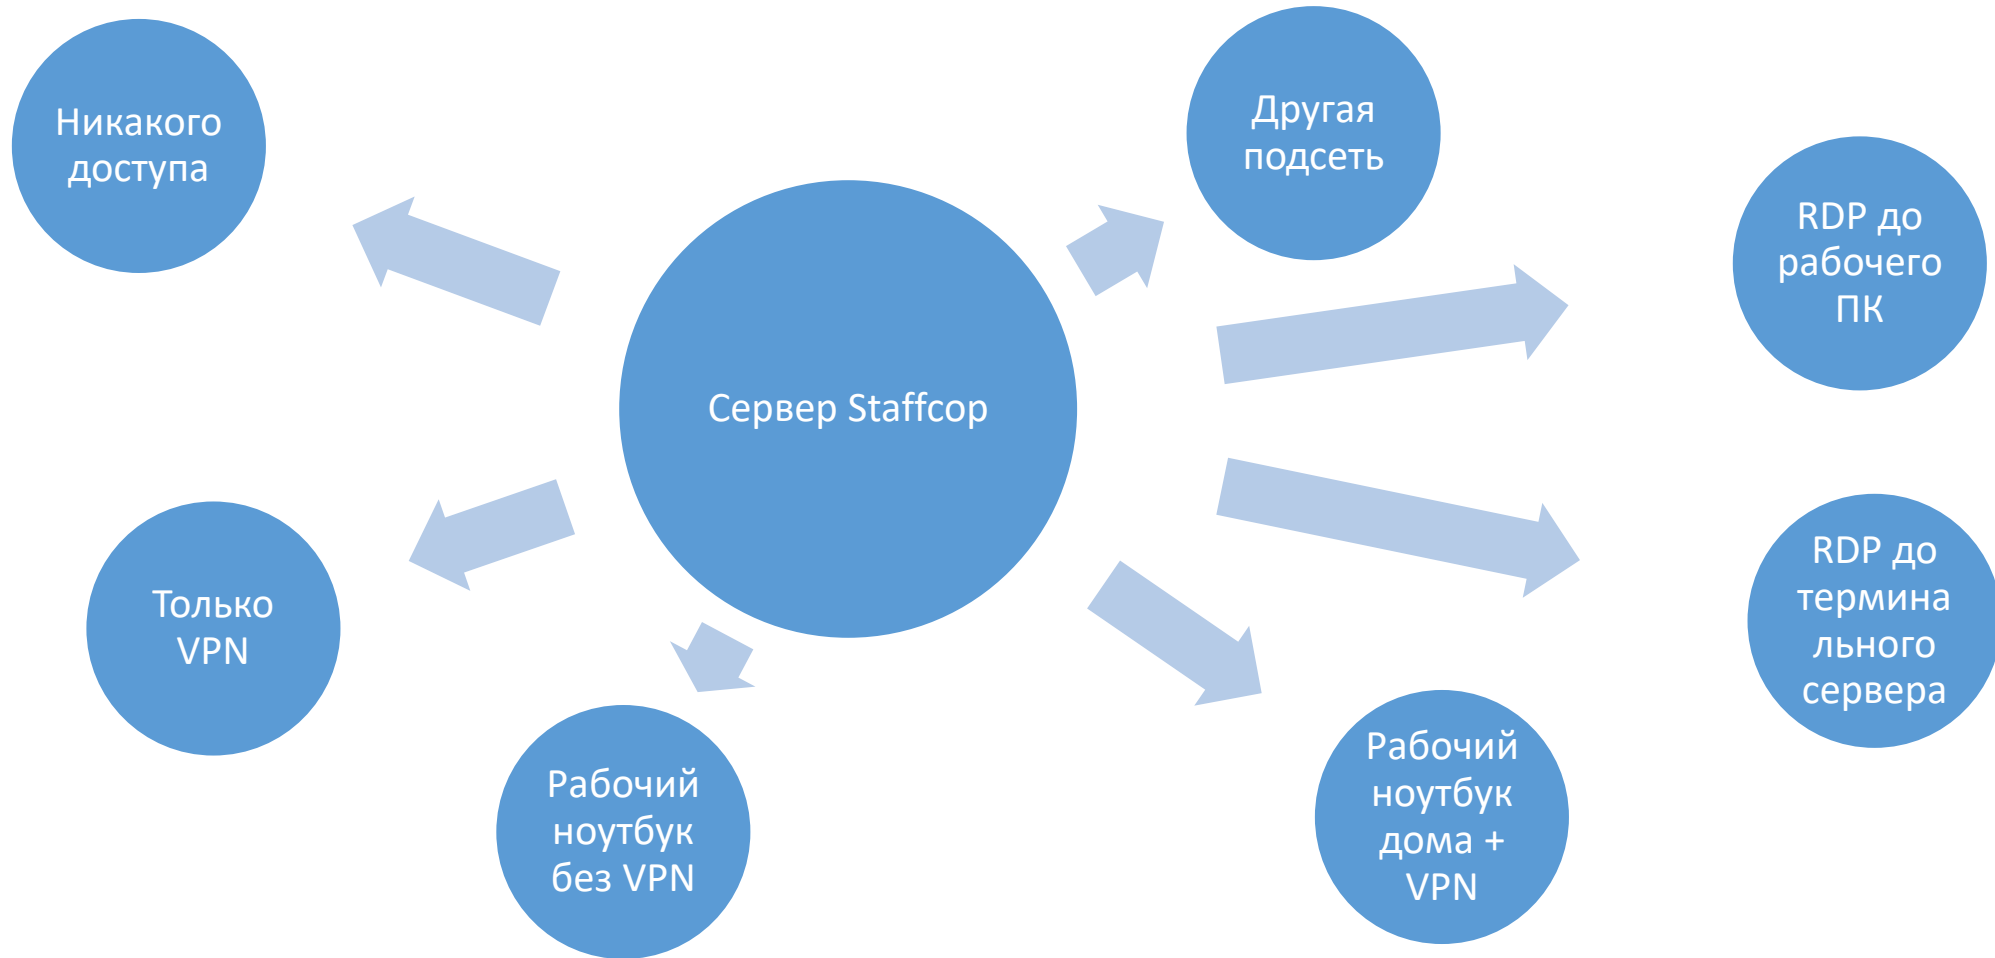 Никакого
доступа
Другая
подсеть
RDP до
рабочего
ПК
Сервер Staffcop
Только
VPN
RDP до
термина
льного
сервера
Рабочий
ноутбук
без VPN
Рабочий
ноутбук
дома +
VPN